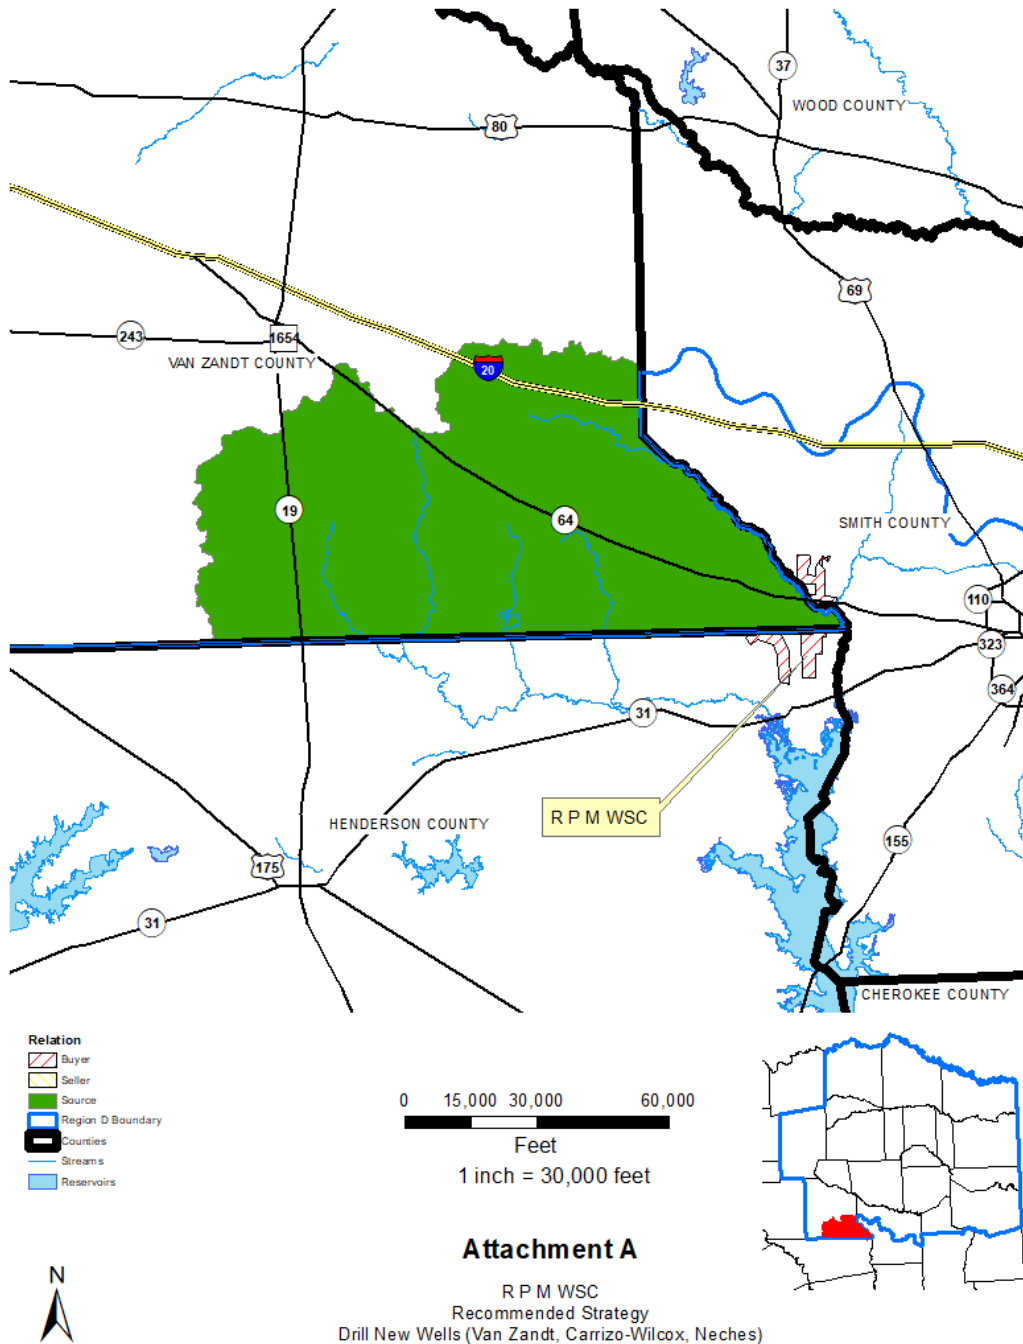 37
WOOD COUNTY
80
69
243
1654
VAN ZANDT COUNTY
20
19
64
SMITH COUNTY
110
323
364
31
R P M WSC
HENDERSON COUNTY
155
175
31
CHEROKEE COUNTY
Relation
Buyer
Seller
Source
Region D Boundary
Counties
Streams
Reservoirs
0 15,000 30,000 60,000
Feet
1 inch = 30,000 feet
N
Attachment A
R P M WSC
Recommended Strategy
Drill New Wells (Van Zandt, Carrizo-Wilcox, Neches)